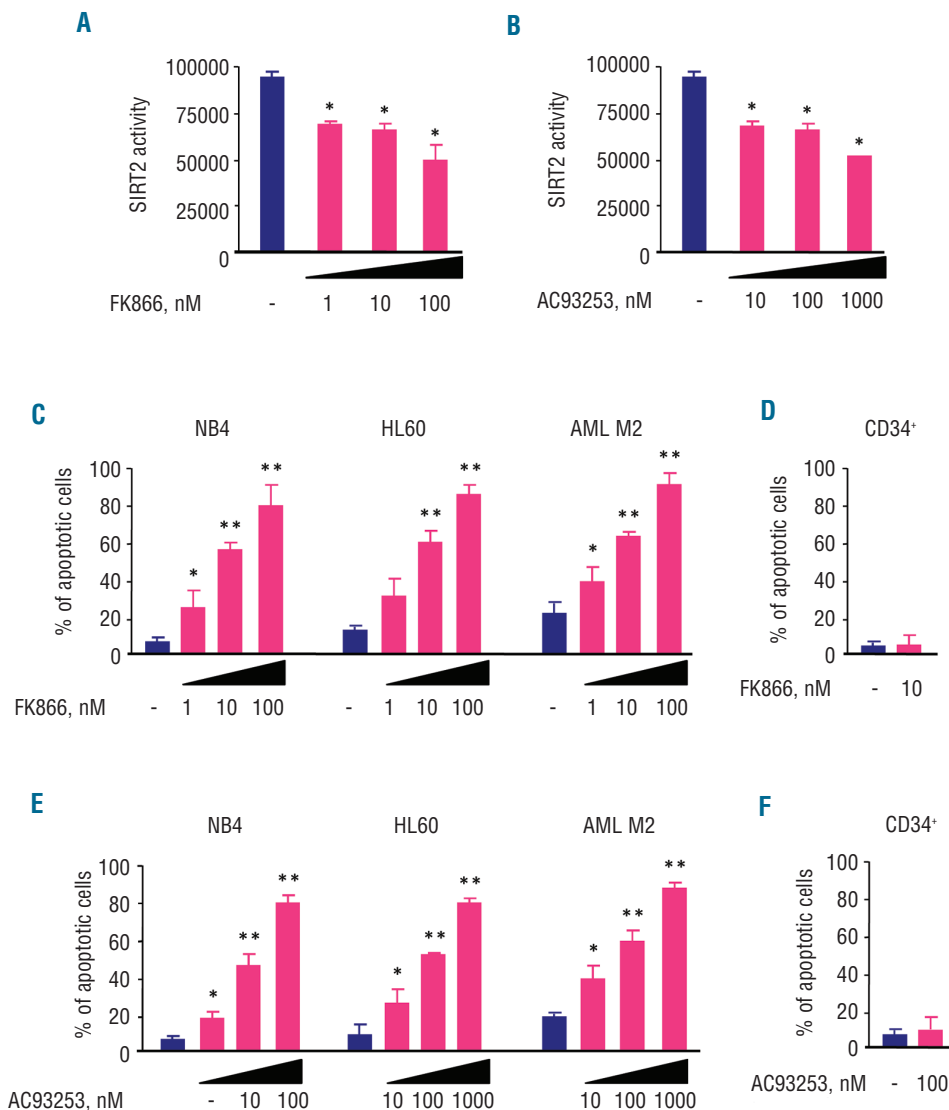 A
B
100000
75000
50000
25000
0
SIRT2 activity
*
*
*
FK866, nM
- 1 10 100
100000
75000
50000
25000
0
SIRT2 activity
*
*
*
AC93253, nM
- 10 100 1000
C
NB4
HL60
AML M2
100
80
60
40
20
0
% of apoptotic cells
*
**
**
**
**
*
**
**
FK866, nM
- 1 10 100
- 1 10 100
- 1 10 100
D
CD34+
100
80
60
40
20
0
% of apoptotic cells
FK866, nM
- 10
E
NB4
HL60
AML M2
100
80
60
40
20
0
% of apoptotic cells
*
**
**
*
**
**
*
**
**
AC93253, nM
- 10 100
10 100 1000
10 100 1000
F
CD34+
100
80
60
40
20
0
% of apoptotic cells
AC93253, nM
- 100